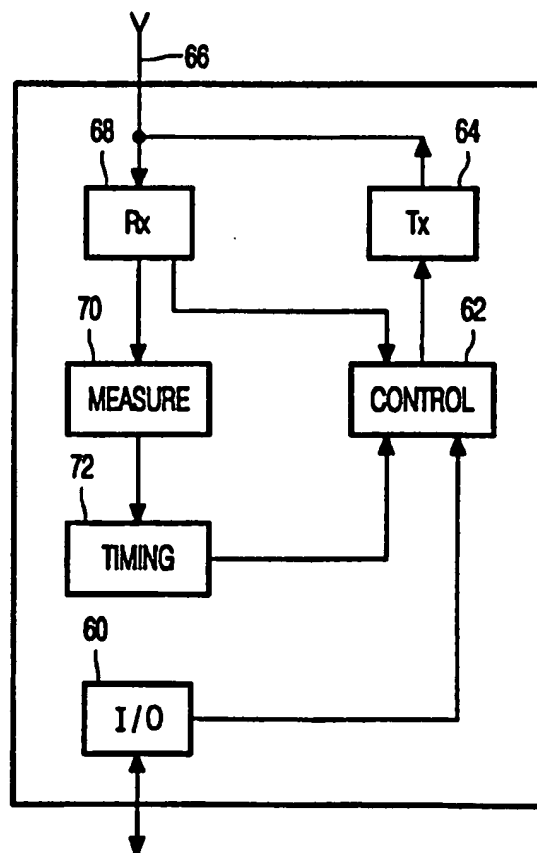 66
68
64
Rx
Tx
70
62
MEASURE
CONTROL
72
TIMING
60
I/O